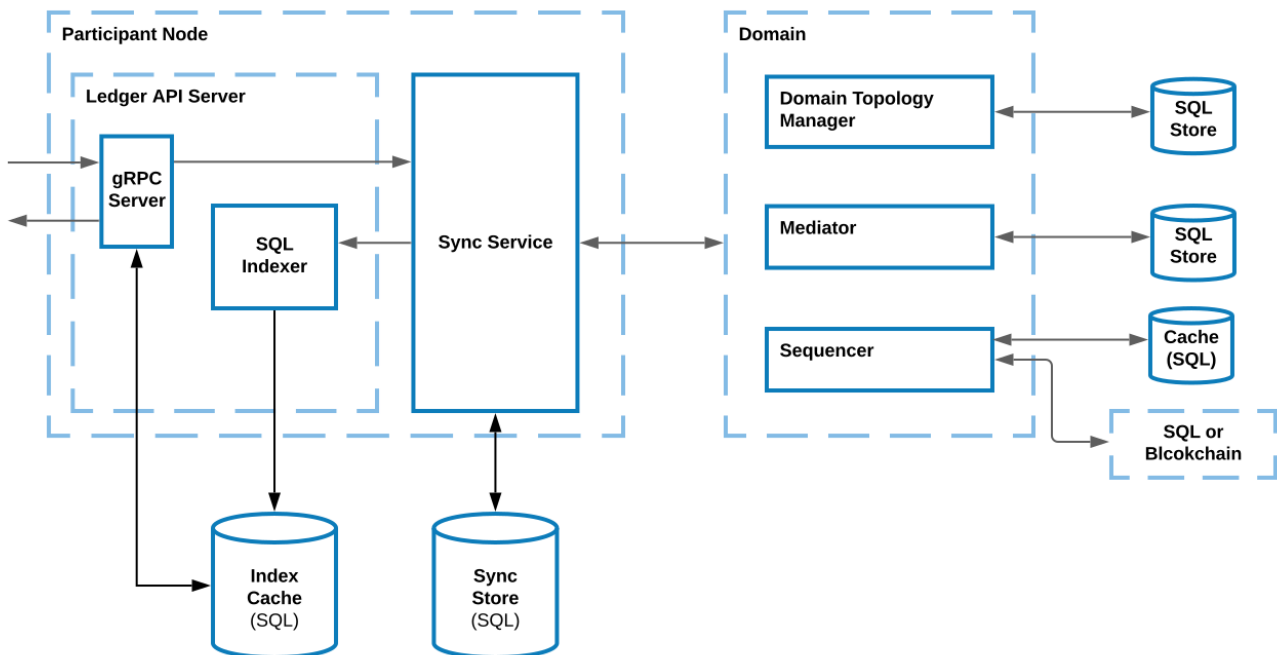 Participant Node
Ledger API Server
gRPC
Server
SQL
Indexer
Sync Service
Index
Cache
(SQL)
Sync
Store
(SQL)
Domain
Domain Topology
Manager
Mediator
Sequencer
SQL
Store
SQL
Store
Cache
(SQL)
SQL or
Blcokchain